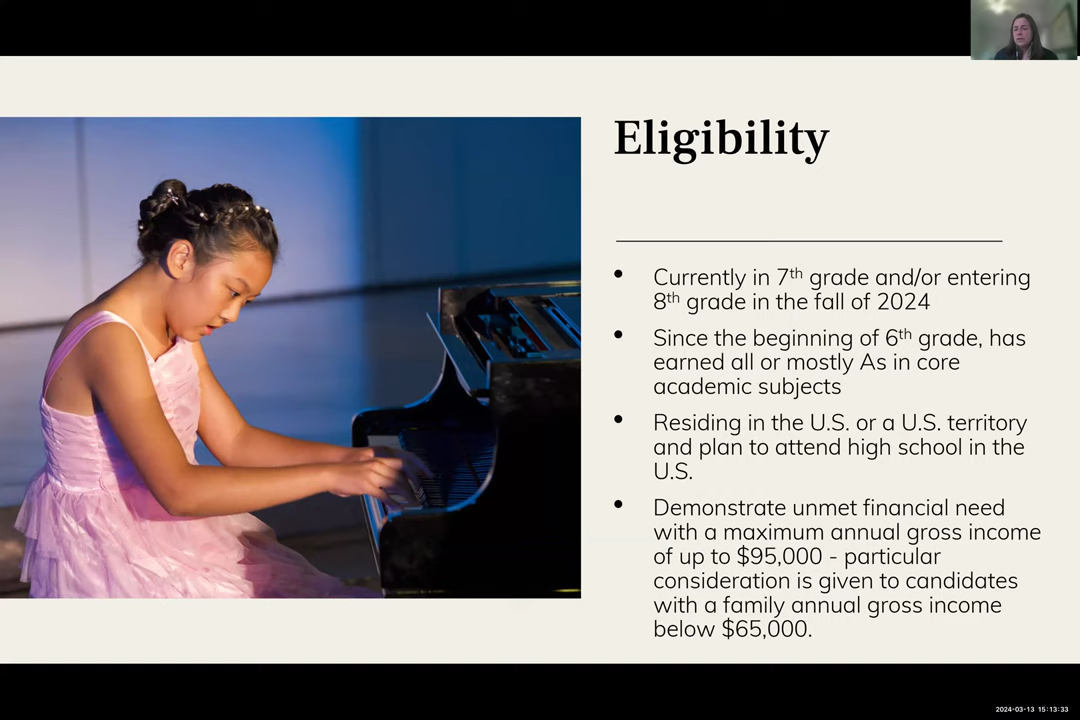 Eligibility
• Currently in 7th grade and/or entering
8th grade in the fall of 2024
• Since the beginning of 6th grade, has
earned all or mostly As in core
academic subjects
• Residing in the U.S. or a U.S. territory
and plan to attend high school in the
U.S.
• Demonstrate unmet financial need
with a maximum annual gross income
of up to $95,000 - particular
consideration is given to candidates
with a family annual gross income
below $65,000.
2024-03-13 15:13:33